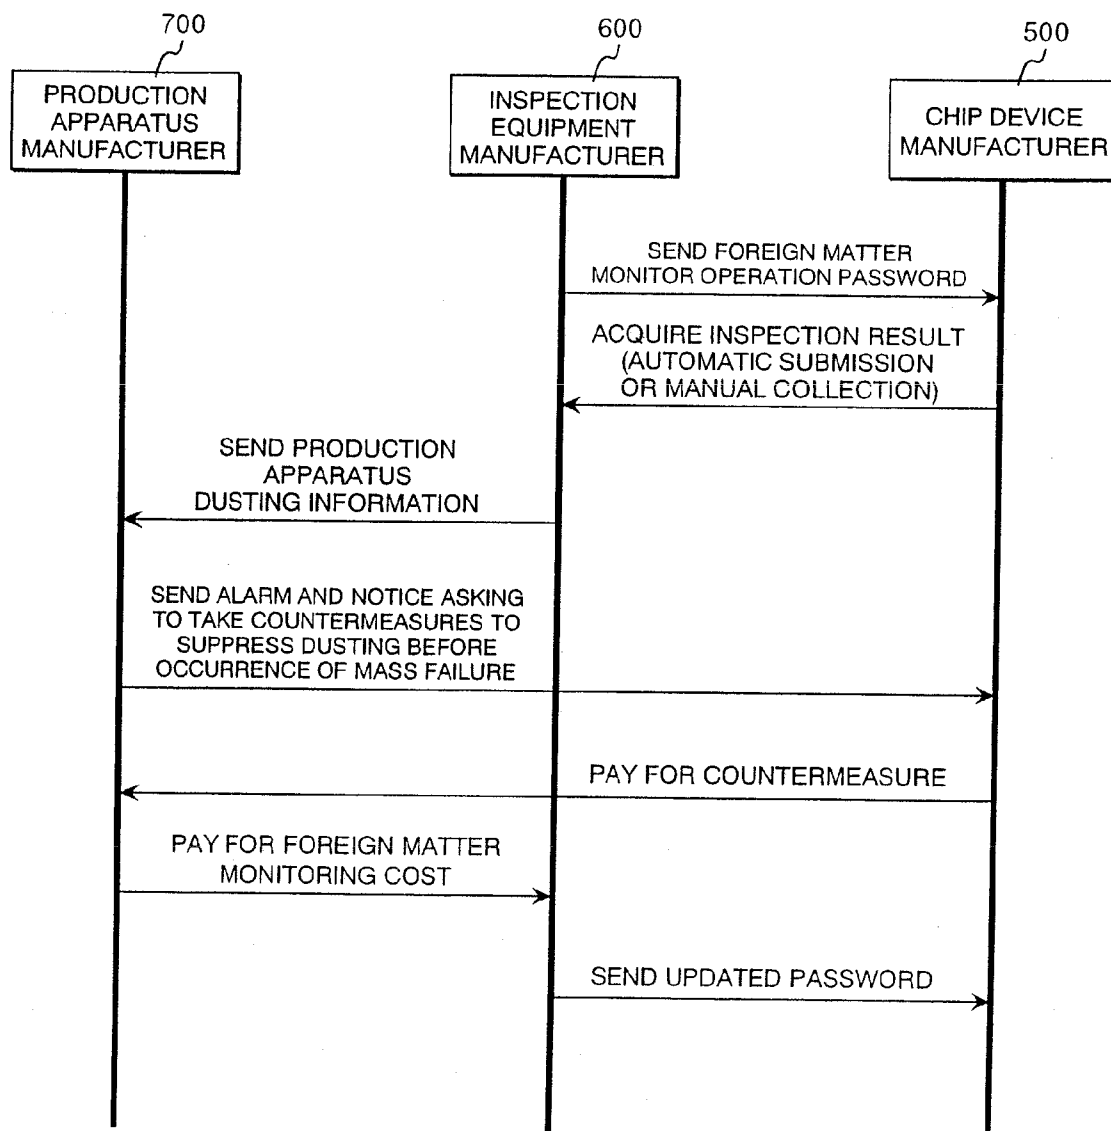 700
600
500
PRODUCTION
APPARATUS
MANUFACTURER
INSPECTION
EQUIPMENT
MANUFACTURER
CHIP DEVICE
MANUFACTURER
SEND FOREIGN MATTER
MONITOR OPERATION PASSWORD
ACQUIRE INSPECTION RESULT
(AUTOMATIC SUBMISSION
OR MANUAL COLLECTION)
SEND PRODUCTION
APPARATUS
DUSTING INFORMATION
SEND ALARM AND NOTICE ASKING
TO TAKE COUNTERMEASURES TO
SUPPRESS DUSTING BEFORE
OCCURRENCE OF MASS FAILURE
PAY FOR COUNTERMEASURE
PAY FOR FOREIGN MATTER
MONITORING COST
SEND UPDATED PASSWORD